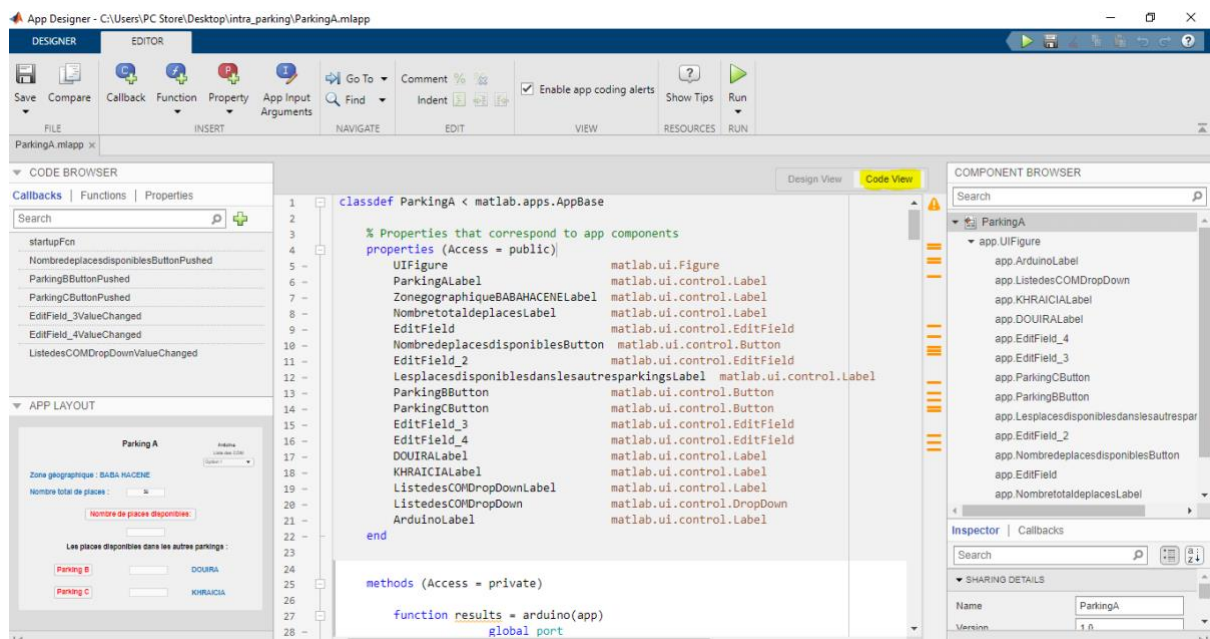 App Designer - C:\Users\PC Store\Desktop\intra_parking\ParkingA.mlapp
DESIGNER EDITOR
Save Compare Callback Function Property App Input Arguments Go To Comment Find Indent Enable app coding alerts Show Tips Run
FILE INSERT NAVIGATE EDIT VIEW RESOURCES RUN
ParkingA.mlapp
CODE BROWSER
Callbacks | Functions | Properties
Search
startupFcn
NombredeplacesdisponiblesButtonPushed
ParkingBButtonPushed
ParkingCButtonPushed
EditField_3ValueChanged
EditField_4ValueChanged
ListedesCOMDropDownValueChanged
APP LAYOUT
Parking A
Arduino
Liste des COM
Option 1
Zone géographique : BABA HACENE
Nombre total de places :
Nombre de places disponibles:
Les places disponibles dans les autres parkings :
Parking B DOUIRA
Parking C KHRAICIA
Design View Code View
1 classdef ParkingA < matlab.apps.AppBase
2
3 % Properties that correspond to app components
4 properties (Access = public)
5 - UIFigure matlab.ui.Figure
6 - ParkingALabel matlab.ui.control.Label
7 - ZonegographiqueBABAHACENELabel matlab.ui.control.Label
8 - NombretotaldeplacesLabel matlab.ui.control.Label
9 - EditField matlab.ui.control.EditField
10 - NombredeplacesdisponiblesButton matlab.ui.control.Button
11 - EditField_2 matlab.ui.control.EditField
12 - LesplacesdisponiblesdanslesautresparkingsLabel matlab.ui.control.Label
13 - ParkingBButton matlab.ui.control.Button
14 - ParkingCButton matlab.ui.control.Button
15 - EditField_3 matlab.ui.control.EditField
16 - EditField_4 matlab.ui.control.EditField
17 - DOUIRALabel matlab.ui.control.Label
18 - KHRAICIALabel matlab.ui.control.Label
19 - ListedesCOMDropDownLabel matlab.ui.control.Label
20 - ListedesCOMDropDown matlab.ui.control.DropDown
21 - ArduinoLabel matlab.ui.control.Label
22 - end
23
24
25 methods (Access = private)
26
27 function results = arduino(app)
28 - global port
COMPONENT BROWSER
Search
ParkingA
app.UIFigure
app.ArduinoLabel
app.ListedesCOMDropDown
app.KHRAICIALabel
app.DOUIRALabel
app.EditField_4
app.EditField_3
app.ParkingCButton
app.ParkingBButton
app.Lesplacesdisponiblesdanslesautrespar
app.EditField_2
app.NombredeplacesdisponiblesButton
app.EditField
app.NombretotaldeplacesLabel
Inspector | Callbacks
Search
SHARING DETAILS
Name ParkingA
Version 1.0